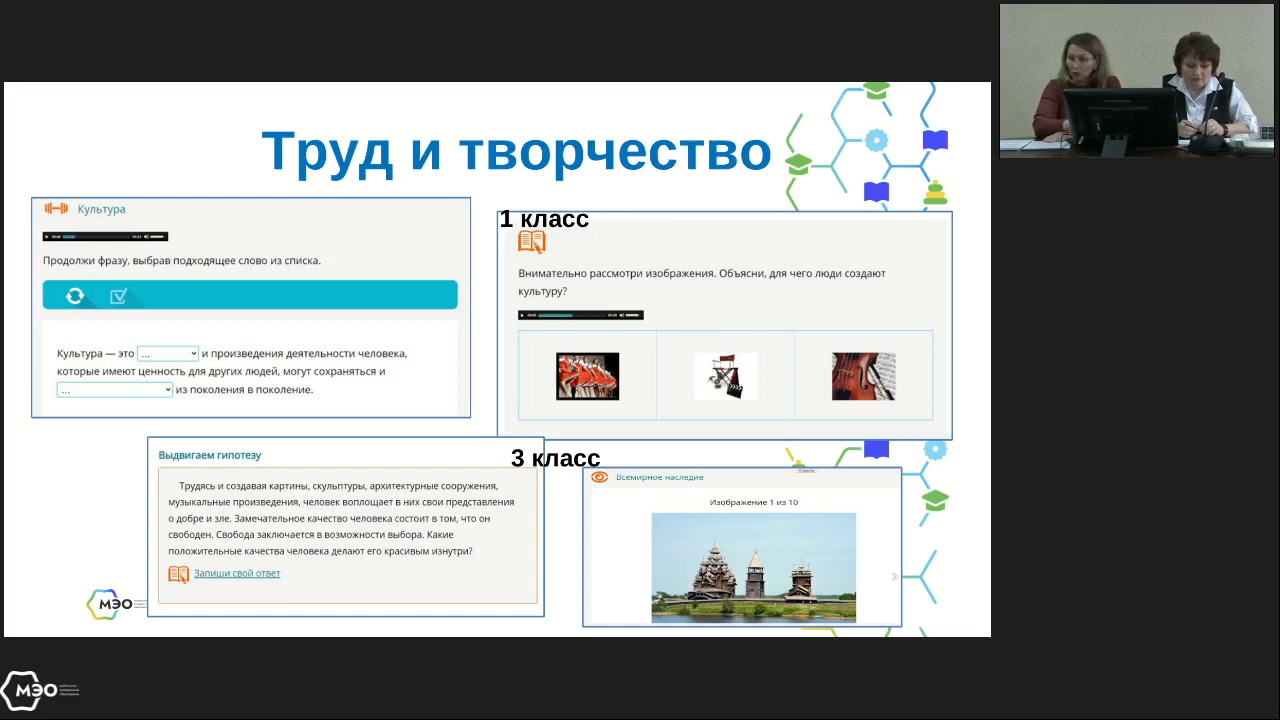 Труд и творчество
Культура
Продолжи фразу, выбрав подходящее слово из списка.
Культура — это ... и произведения деятельности человека,
которые имеют ценность для других людей, могут сохраняться и
... из поколения в поколение.
1 класс
Внимательно рассмотри изображения. Объясни, для чего люди создают
культуру?
Выдвигаем гипотезу
Трудясь и создавая картины, скульптуры, архитектурные сооружения,
музыкальные произведения, человек воплощает в них свои представления
о добре и зле. Замечательное качество человека состоит в том, что он
свободен. Свобода заключается в возможности выбора. Какие
положительные качества человека делают его красивым изнутри?
Запиши свой ответ
3 класс
Всемирное наследие
Изображение 1 из 10
МЭО
МЭО